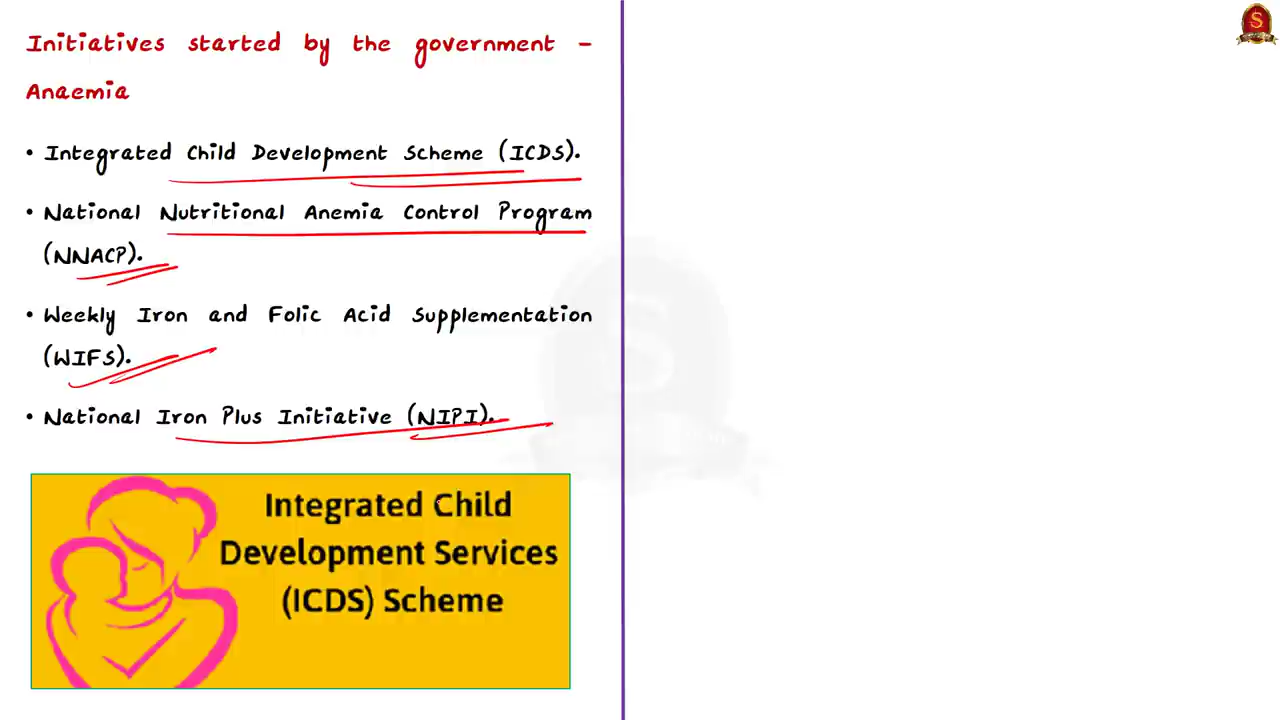 Initiatives started by the government -
Anaemia
• Integrated Child Development Scheme (ICDS).
• National Nutritional Anemia Control Program
(NNACP).
• Weekly Iron and Folic Acid Supplementation
(WIFS).
• National Iron Plus Initiative (NIPI).
Integrated Child
Development Services
(ICDS) Scheme
S
S